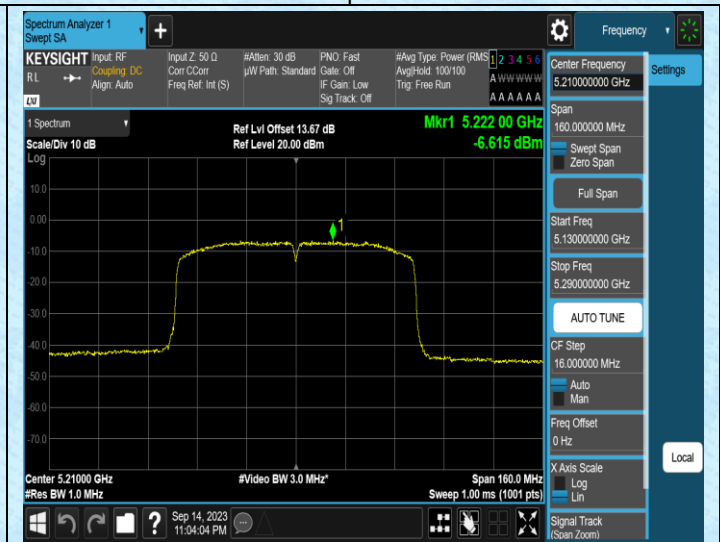 Spectrum Analyzer 1
Swept SA
+
Frequency
KEYSIGHT
RL
LXI
Input: RF
Coupling: DC
Align: Auto
Input Z: 50 Ω
Corr CCorr
Freq Ref: Int (S)
#Atten: 30 dB
µW Path: Standard
PNO: Fast
Gate: Off
IF Gain: Low
Sig Track: Off
#Avg Type: Power (RMS
Avg|Hold: 100/100
Trig: Free Run
1 2 3 4 5 6
A W W W W W
A A A A A A
1 Spectrum
Scale/Div 10 dB
Log
Ref Lvl Offset 13.67 dB
Ref Level 20.00 dBm
Mkr1 5.222 00 GHz
-6.615 dBm
10.0
0.00
-10.0
-20.0
-30.0
-40.0
-50.0
-60.0
-70.0
1
Center 5.21000 GHz
#Res BW 1.0 MHz
#Video BW 3.0 MHz*
Span 160.0 MHz
Sweep 1.00 ms (1001 pts)
?
Sep 14, 2023
11:04:04 PM
Center Frequency
5.210000000 GHz
Span
160.000000 MHz
Swept Span
Zero Span
Full Span
Start Freq
5.130000000 GHz
Stop Freq
5.290000000 GHz
AUTO TUNE
CF Step
16.000000 MHz
Auto
Man
Freq Offset
0 Hz
X Axis Scale
Log
Lin
Signal Track
(Span Zoom)
Settings
Local